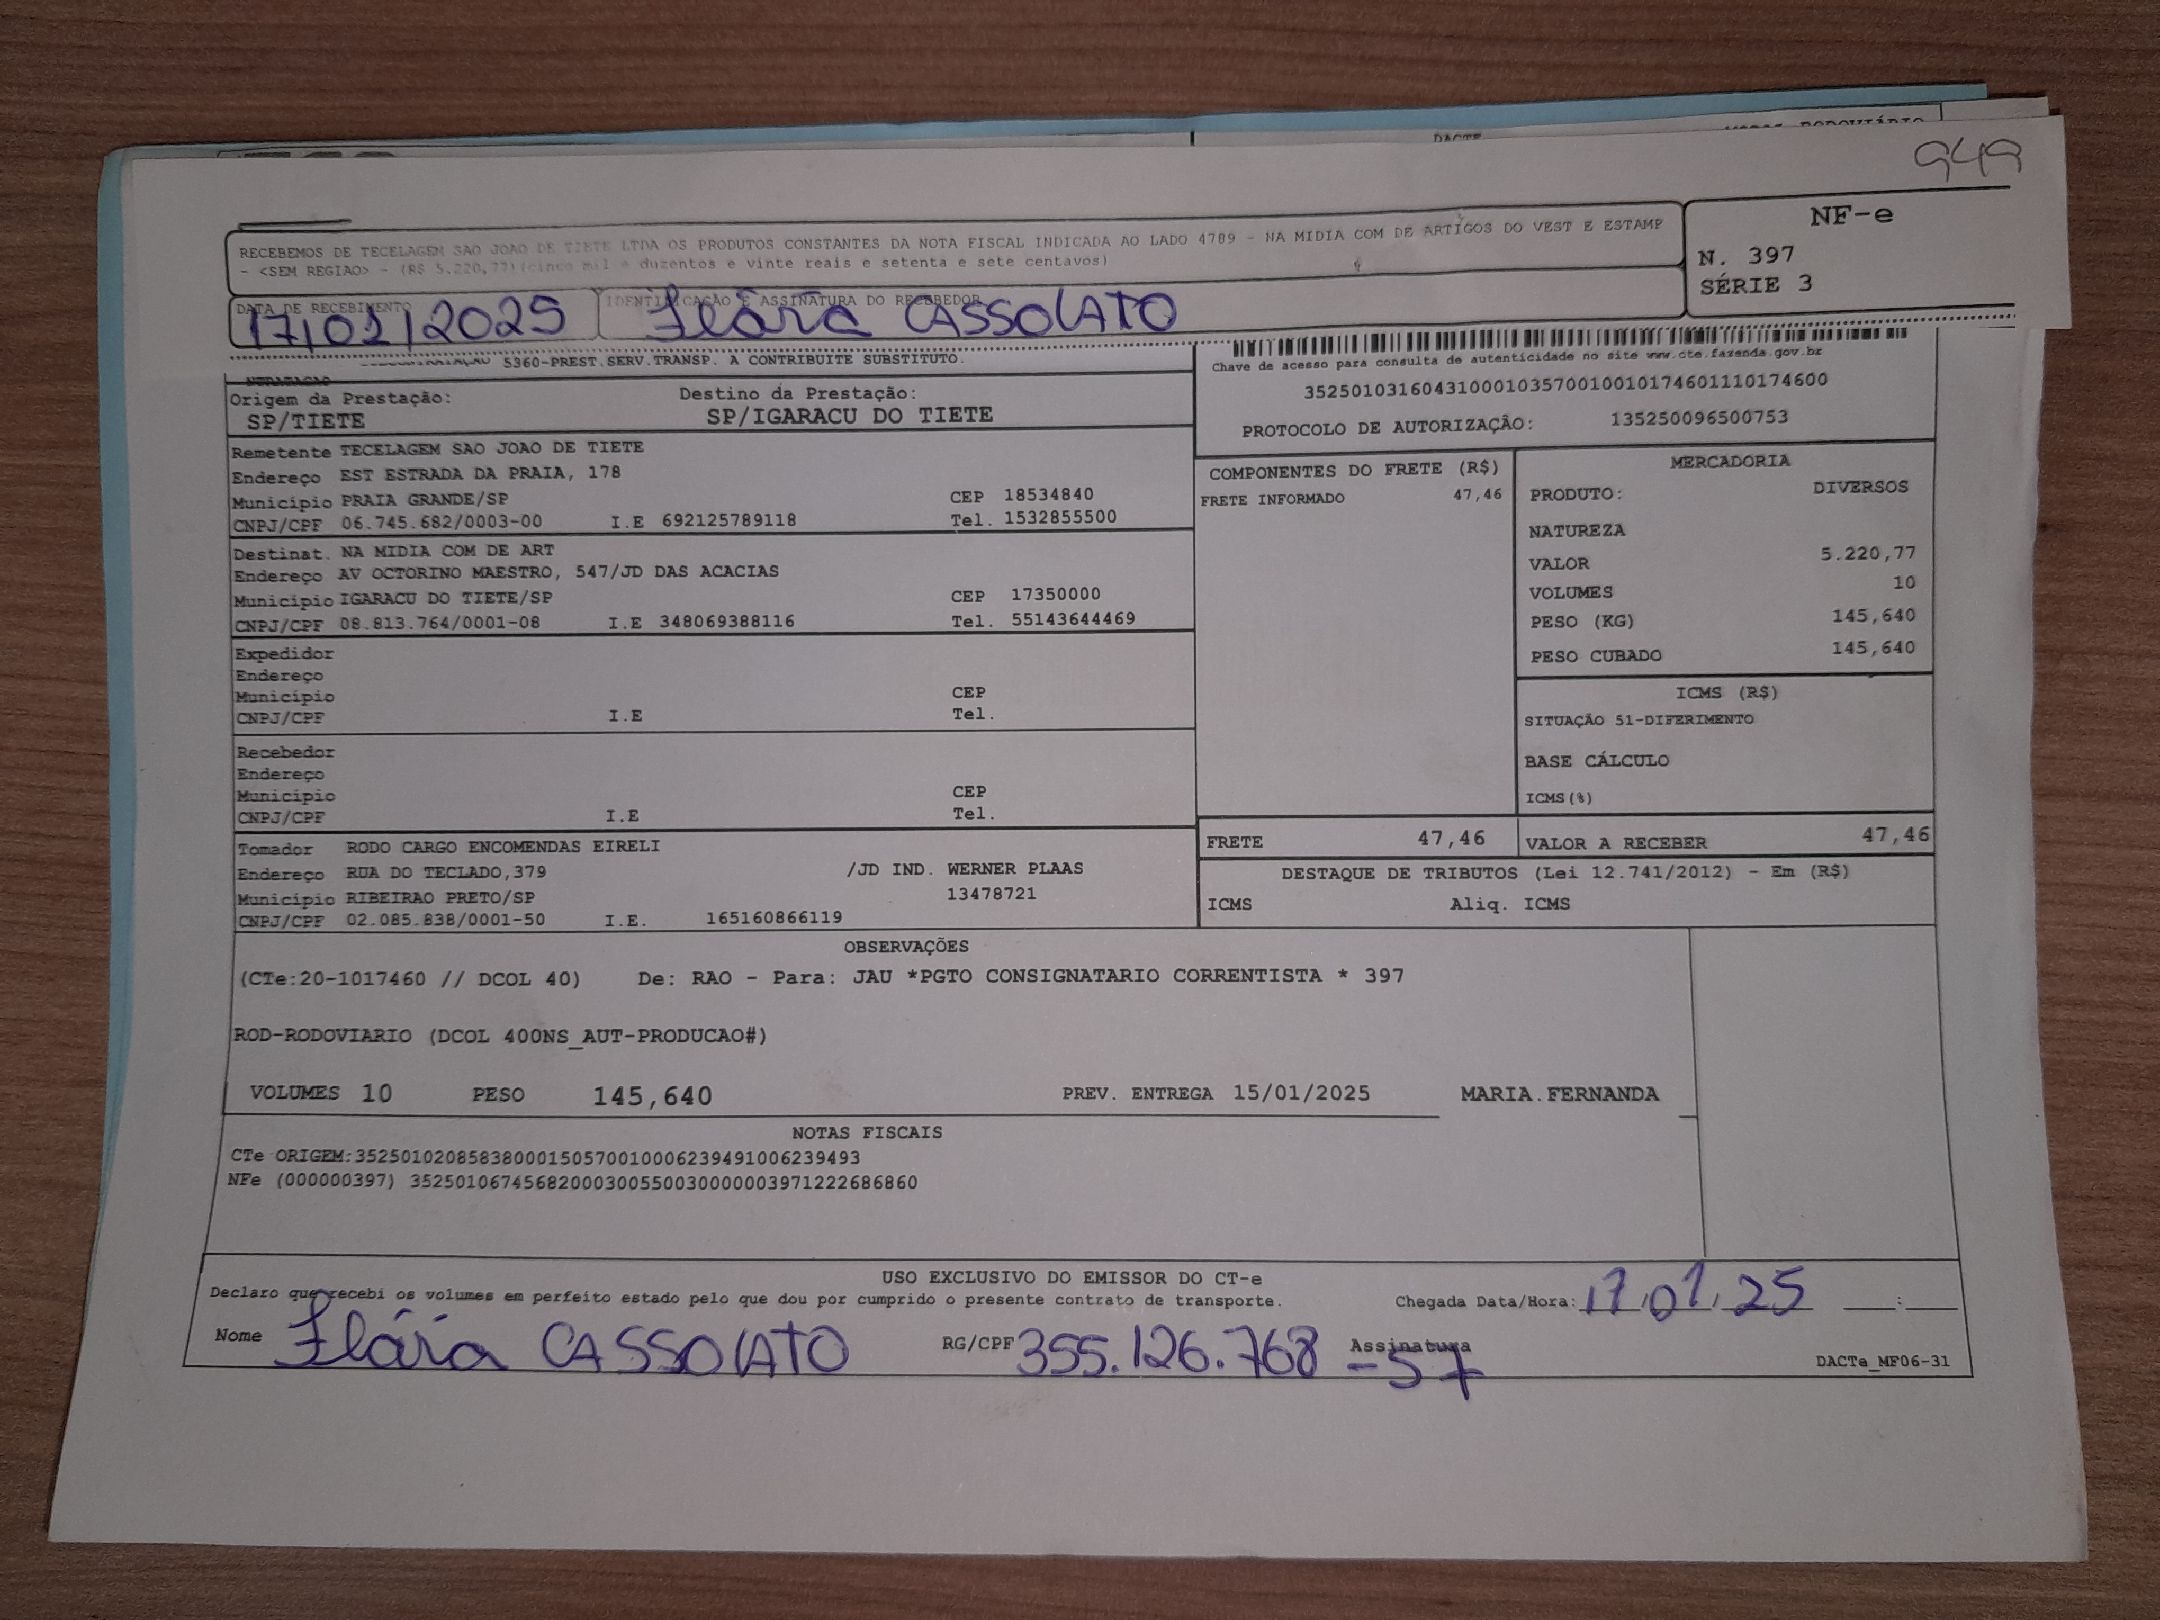 949
NF-e
N. 397
SÉRIE 3
RECEBEMOS DE TECELAGEM SAO JOAO DE TIETE LTDA OS PRODUTOS CONSTANTES DA NOTA FISCAL INDICADA AO LADO 4789 - NA MIDIA COM DE ARTIGOS DO VEST E ESTAMP
- <SEM REGIAO> - (R$ 5.220,77)(cinco mil e duzentos e vinte reais e setenta e sete centavos)
DATA DE RECEBIMENTO IDENTIFICAÇÃO E ASSINATURA DO RECEBEDOR
17/01/2025 CASSOLATO
5360-PREST.SERV.TRANSP. A CONTRIBUITE SUBSTITUTO.
Chave de acesso para consulta de autenticidade no site www.cte.fazenda.gov.br
35250103160431000103570010010174601110174600
PROTOCOLO DE AUTORIZAÇÃO: 135250096500753
Origem da Prestação: Destino da Prestação:
SP/TIETE SP/IGARACU DO TIETE
Remetente TECELAGEM SAO JOAO DE TIETE
Endereço EST ESTRADA DA PRAIA, 178
Município PRAIA GRANDE/SP CEP 18534840
CNPJ/CPF 06.745.682/0003-00 I.E 692125789118 Tel. 1532855500
Destinat. NA MIDIA COM DE ART
Endereço AV OCTORINO MAESTRO, 547/JD DAS ACACIAS
Município IGARACU DO TIETE/SP CEP 17350000
CNPJ/CPF 08.813.764/0001-08 I.E 348069388116 Tel. 55143644469
Expedidor
Endereço
Município CEP
CNPJ/CPF I.E Tel.
Recebedor
Endereço
Município CEP
CNPJ/CPF I.E Tel.
Tomador RODO CARGO ENCOMENDAS EIRELI
Endereço RUA DO TECLADO,379 /JD IND. WERNER PLAAS
Município RIBEIRAO PRETO/SP 13478721
CNPJ/CPF 02.085.838/0001-50 I.E. 165160866119
COMPONENTES DO FRETE (R$)
FRETE INFORMADO 47,46
MERCADORIA
PRODUTO: DIVERSOS
NATUREZA
VALOR 5.220,77
VOLUMES 10
PESO (KG) 145,640
PESO CUBADO 145,640
ICMS (R$)
SITUAÇÃO 51-DIFERIMENTO
BASE CÁLCULO
ICMS(%)
FRETE 47,46 VALOR A RECEBER 47,46
DESTAQUE DE TRIBUTOS (Lei 12.741/2012) - Em (R$)
ICMS Aliq. ICMS
OBSERVAÇÕES
(CTe:20-1017460 // DCOL 40) De: RAO - Para: JAU *PGTO CONSIGNATARIO CORRENTISTA * 397
ROD-RODOVIARIO (DCOL 400NS_AUT-PRODUCAO#)
VOLUMES 10 PESO 145,640 PREV. ENTREGA 15/01/2025 MARIA.FERNANDA
NOTAS FISCAIS
CTe ORIGEM:35250102085838000150570010006239491006239493
NFe (000000397) 35250106745682000300550030000003971222686860
USO EXCLUSIVO DO EMISSOR DO CT-e
Declaro que recebi os volumes em perfeito estado pelo que dou por cumprido o presente contrato de transporte. Chegada Data/Hora: 17/01/25 :
Nome CASSOLATO RG/CPF 355.126.768-57 Assinatura
DACTe_MF06-31